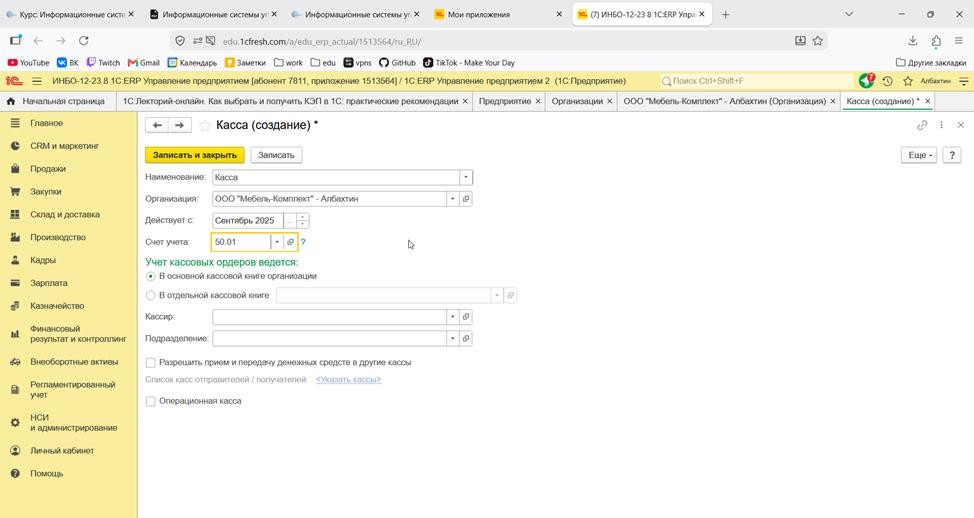 Курс: Информационные систе
Информационные системы уп
Информационные системы уп
Мои приложения
(7) ИНБО-12-23 8 1С:ERP Упра
edu.1cfresh.com/a/edu_erp_actual/1513564/ru_RU/
YouTube ВК Twitch Gmail Календарь Заметки work edu vpns GitHub TikTok - Make Your Day Другие закладки
ИНБО-12-23 8 1С:ERP Управление предприятием [абонент 7811, приложение 1513564] / 1С:ERP Управление предприятием 2 (1С:Предприятие)
Поиск Ctrl+Shift+F
7
Албахтин
Начальная страница
1С:Лекторий-онлайн. Как выбрать и получить КЭП в 1С: практические рекомендации
Предприятие
Организации
ООО "Мебель-Комплект" - Албахтин (Организация)
Касса (создание) *
Главное
CRM и маркетинг
Продажи
Закупки
Склад и доставка
Производство
Кадры
Зарплата
Казначейство
Финансовый
результат и контроллинг
Внеоборотные активы
Регламентированный
учет
НСИ
и администрирование
Личный кабинет
Помощь
Касса (создание) *
Записать и закрыть
Записать
Еще
?
Наименование: Касса
Организация: ООО "Мебель-Комплект" - Албахтин
Действует с: Сентябрь 2025 ...
Счет учета: 50.01 ?
Учет кассовых ордеров ведется:
В основной кассовой книге организации
В отдельной кассовой книге
Кассир:
Подразделение:
Разрешить прием и передачу денежных средств в другие кассы
Список касс отправителей / получателей: <Указать кассы>
Операционная касса